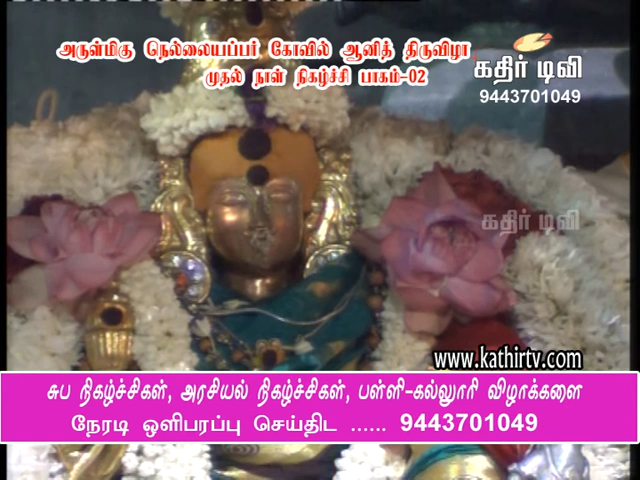 அருள்மிகு நெல்லையப்பர் கோவில் ஆனித் திருவிழா
முதல் நாள் நிகழ்ச்சி பாகம்-02
கதிர் டிவி
9443701049
கதிர் டிவி
www.kathirtv.com
சுப நிகழ்ச்சிகள், அரசியல் நிகழ்ச்சிகள், பள்ளி-கல்லூரி விழாக்களை
நேரடி ஒளிபரப்பு செய்திட ...... 9443701049